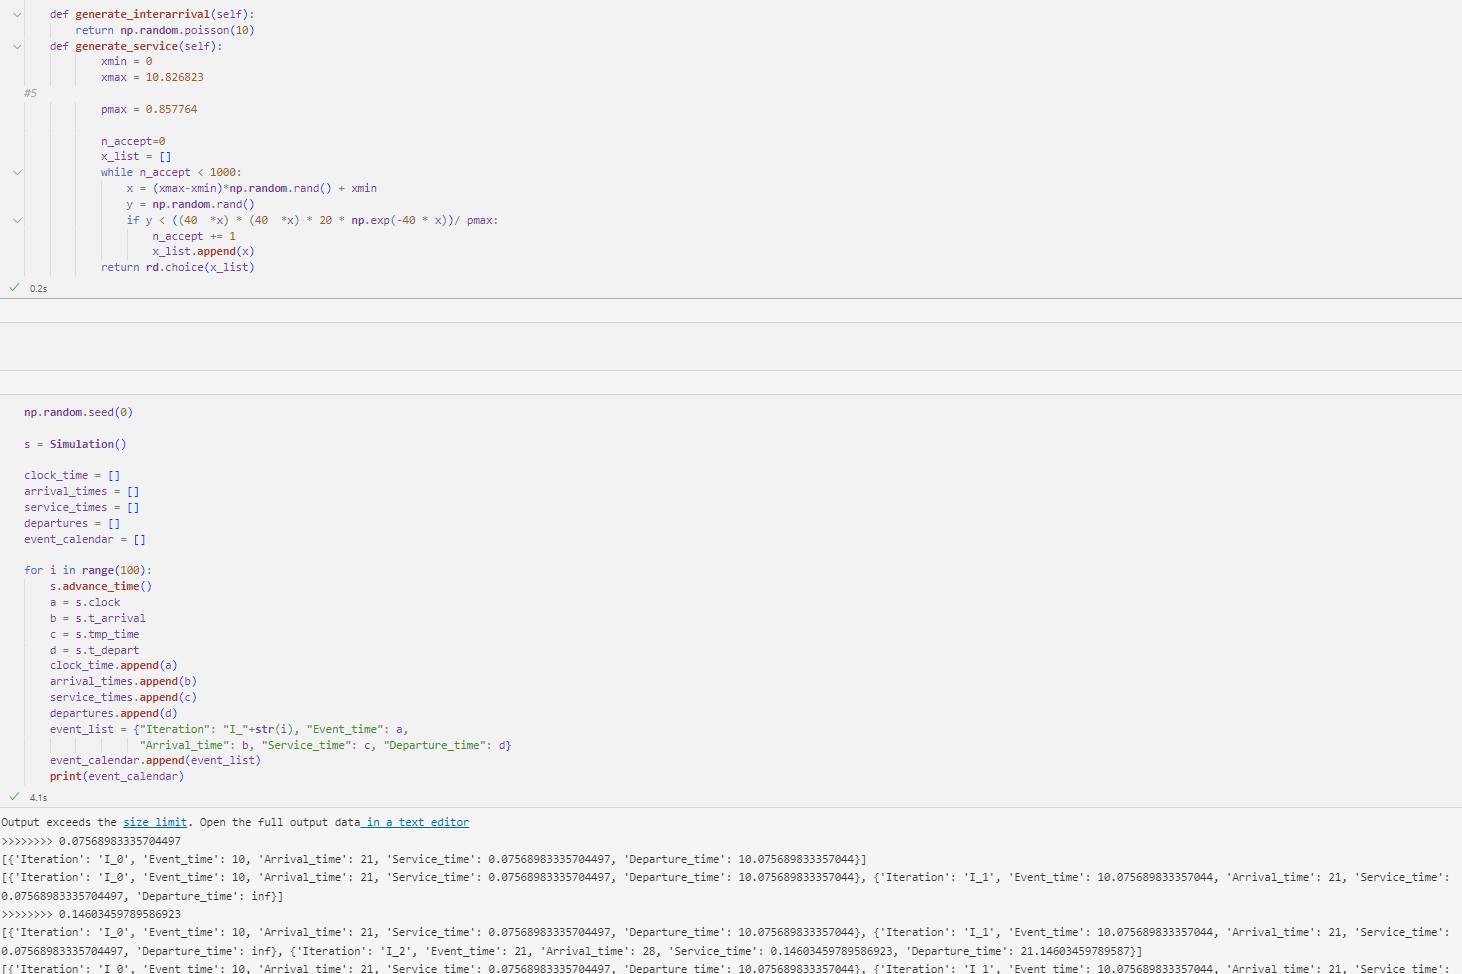 def generate_interarrival(self):
return np.random.poisson(10)
def generate_service(self):
xmin = 0
xmax = 10.826823
#5
pmax = 0.857764
n_accept=0
x_list = []
while n_accept < 1000:
x = (xmax-xmin)*np.random.rand() + xmin
y = np.random.rand()
if y < ((40  *x) * (40  *x) * 20 * np.exp(-40 * x))/ pmax:
n_accept += 1
x_list.append(x)
return rd.choice(x_list)
0.2s
np.random.seed(0)
s = Simulation()
clock_time = []
arrival_times = []
service_times = []
departures = []
event_calendar = []
for i in range(100):
s.advance_time()
a = s.clock
b = s.t_arrival
c = s.tmp_time
d = s.t_depart
clock_time.append(a)
arrival_times.append(b)
service_times.append(c)
departures.append(d)
event_list = {"Iteration": "I_"+str(i), "Event_time": a,
"Arrival_time": b, "Service_time": c, "Departure_time": d}
event_calendar.append(event_list)
print(event_calendar)
4.1s
Output exceeds the size limit. Open the full output data in a text editor
>>>>>>>> 0.07568983335704497
[{'Iteration': 'I_0', 'Event_time': 10, 'Arrival_time': 21, 'Service_time': 0.07568983335704497, 'Departure_time': 10.075689833357044}]
[{'Iteration': 'I_0', 'Event_time': 10, 'Arrival_time': 21, 'Service_time': 0.07568983335704497, 'Departure_time': 10.075689833357044}, {'Iteration': 'I_1', 'Event_time': 10.075689833357044, 'Arrival_time': 21, 'Service_time':
0.07568983335704497, 'Departure_time': inf}]
>>>>>>>> 0.14603459789586923
[{'Iteration': 'I_0', 'Event_time': 10, 'Arrival_time': 21, 'Service_time': 0.07568983335704497, 'Departure_time': 10.075689833357044}, {'Iteration': 'I_1', 'Event_time': 10.075689833357044, 'Arrival_time': 21, 'Service_time':
0.07568983335704497, 'Departure_time': inf}, {'Iteration': 'I_2', 'Event_time': 21, 'Arrival_time': 28, 'Service_time': 0.14603459789586923, 'Departure_time': 21.14603459789587}]
[{'Iteration': 'I_0', 'Event_time': 10, 'Arrival_time': 21, 'Service_time': 0.07568983335704497, 'Departure_time': 10.075689833357044}, {'Iteration': 'I_1', 'Event_time': 10.075689833357044, 'Arrival_time': 21, 'Service_time':